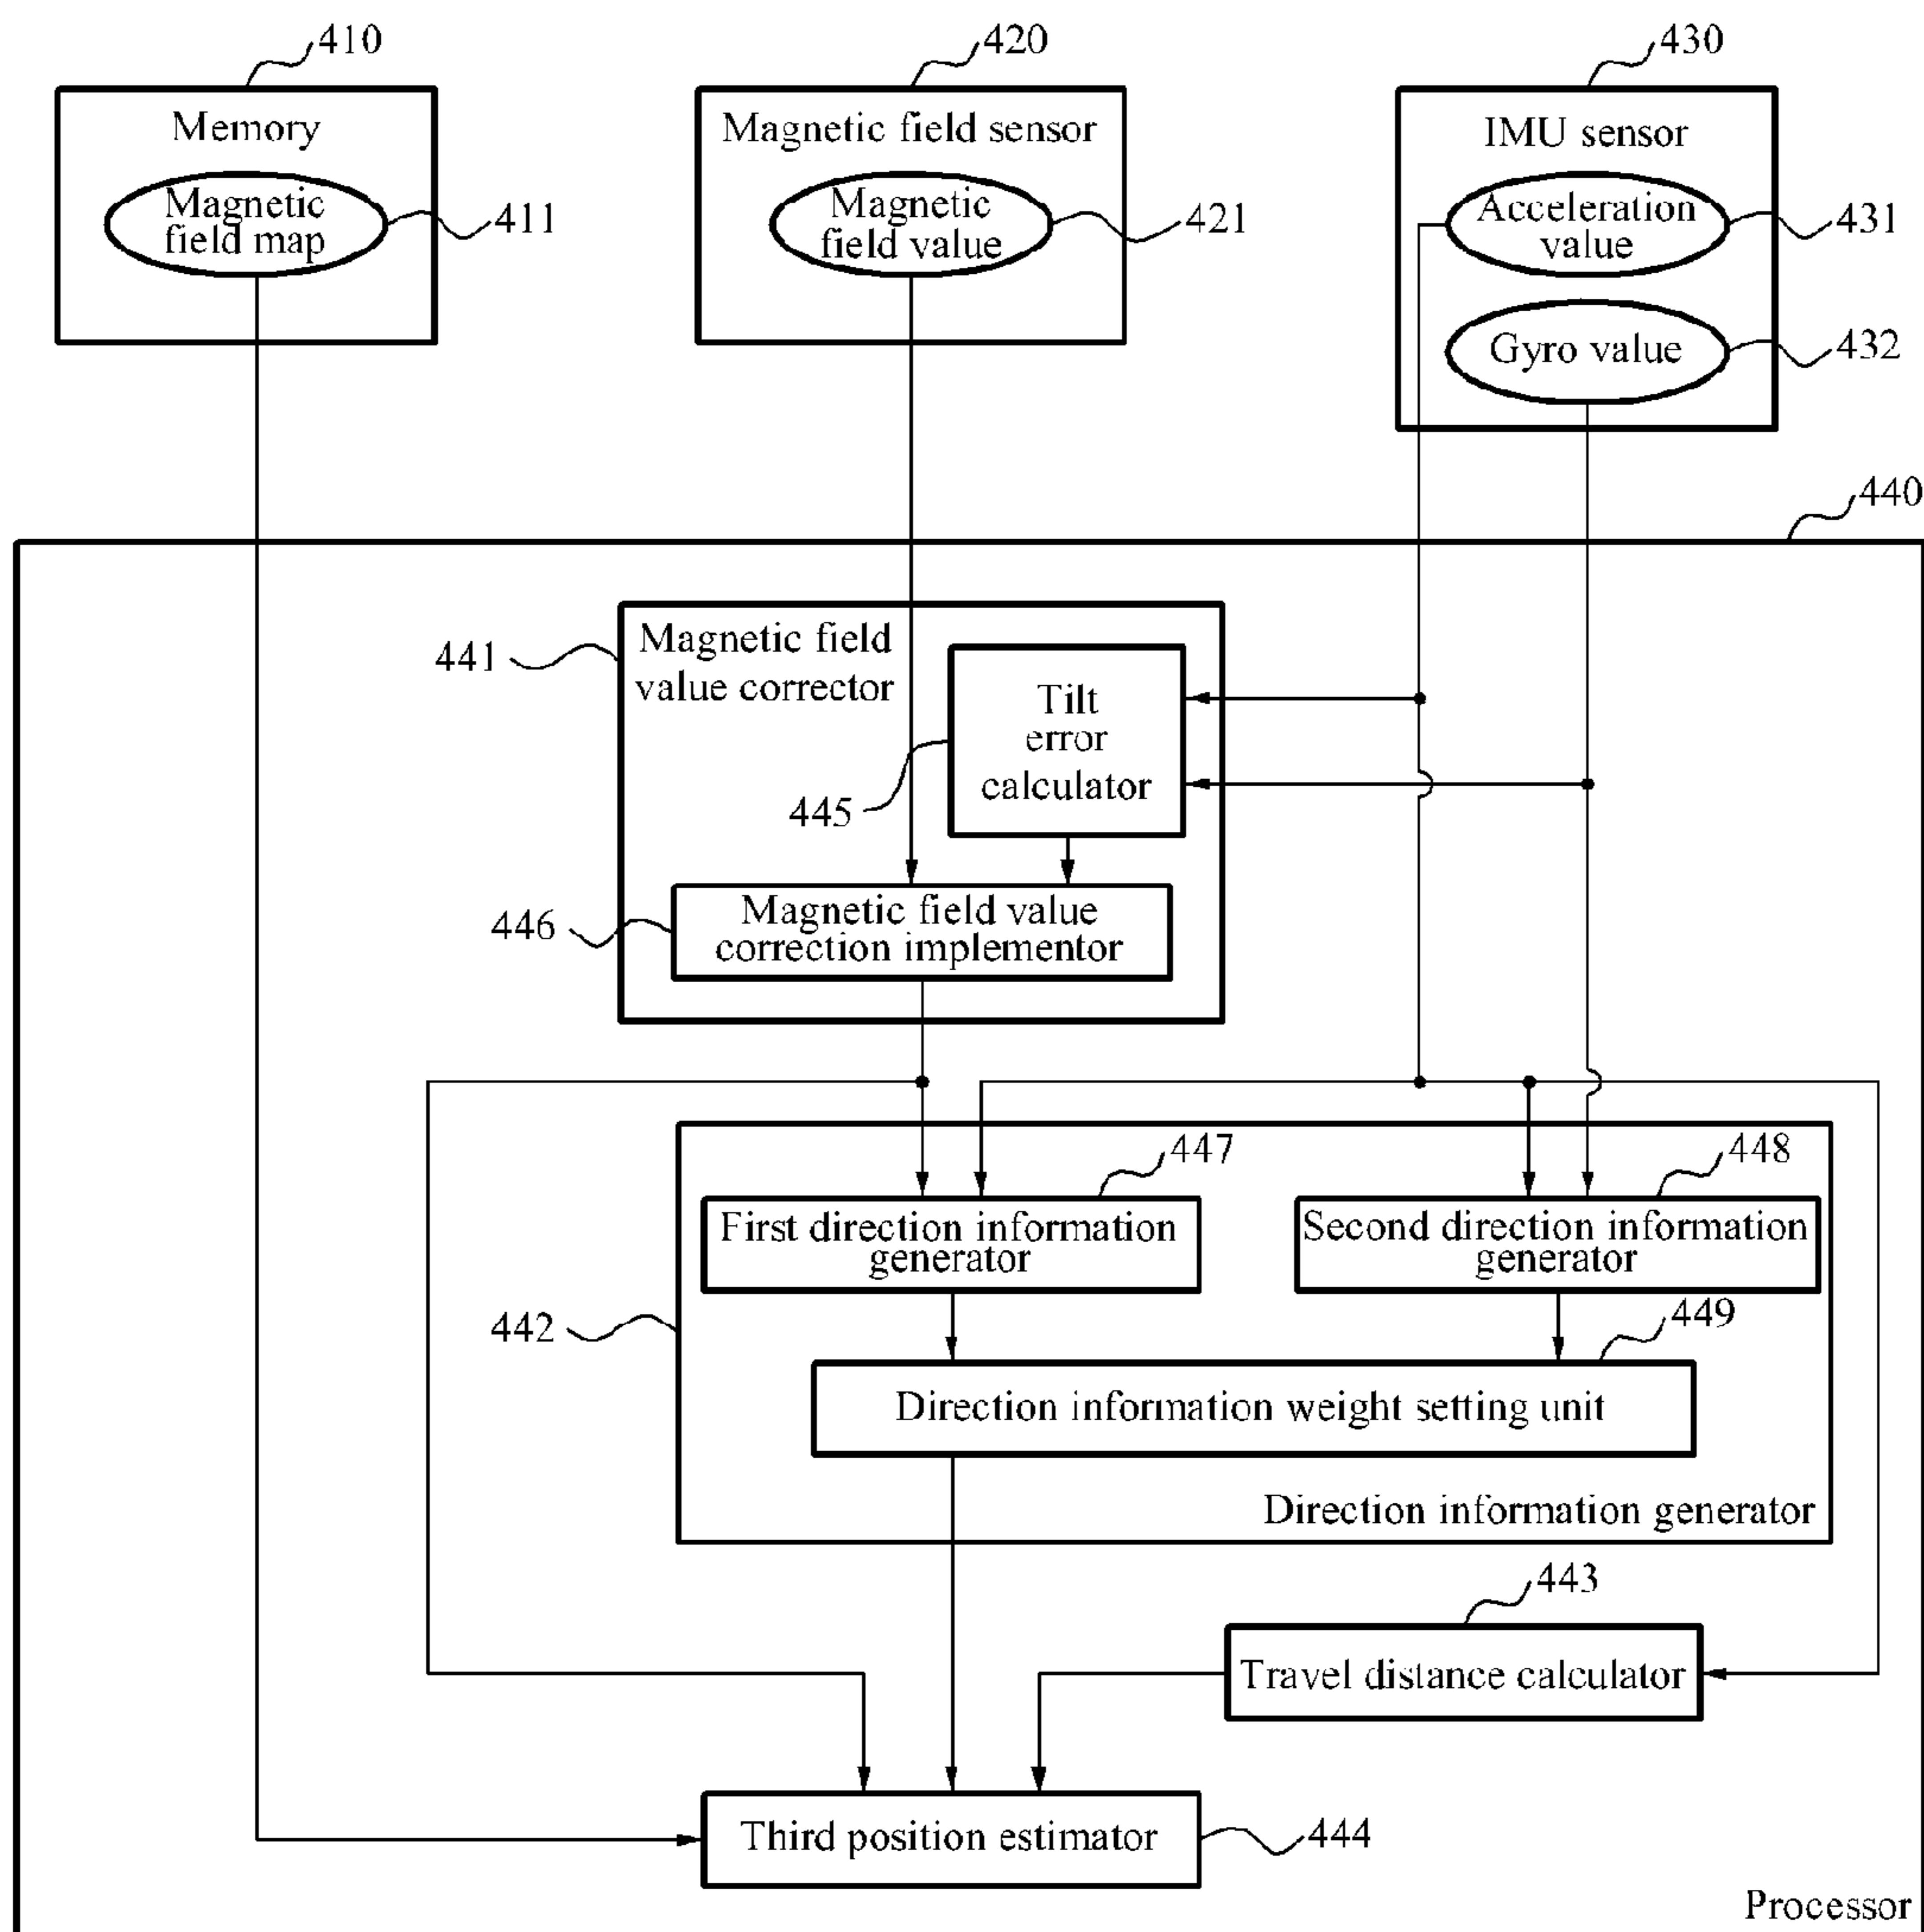 410
420
430
Memory
Magnetic field sensor
IMU sensor
Magnetic
field map
411
Magnetic
field value
421
Acceleration
value
431
Gyro value
432
440
441
Magnetic field
value corrector
Tilt
error
calculator
445
446
Magnetic field value
correction implementor
447
448
First direction information
generator
Second direction information
generator
442
449
Direction information weight setting unit
Direction information generator
443
Travel distance calculator
Third position estimator
444
Processor